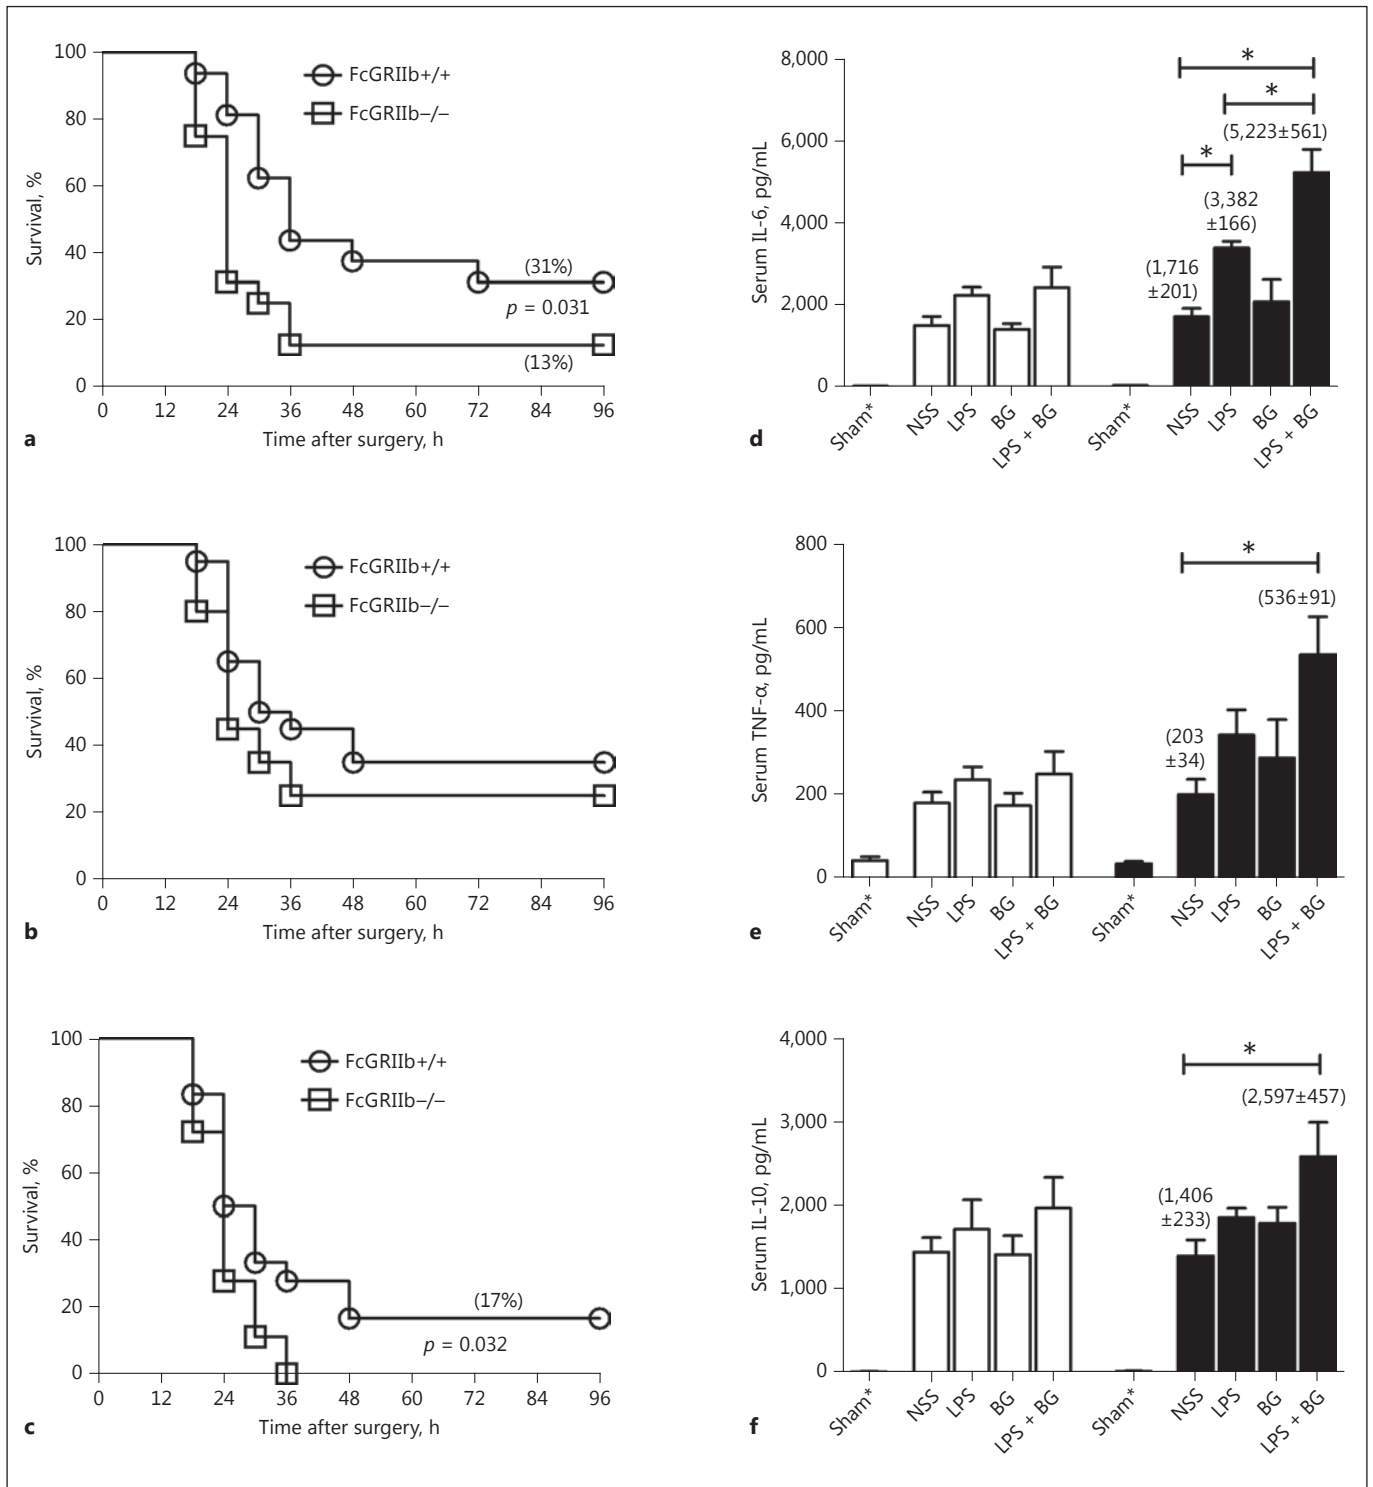 100
80
60
40
20
0
Survival, %
FcGRIIb+/+
FcGRIIb−/−
(31%)
p = 0.031
(13%)
0 12 24 36 48 60 72 84 96
Time after surgery, h
a
8,000
6,000
4,000
2,000
0
Serum IL-6, pg/mL
*
*
(5,223±561)
*
(3,382
±166)
(1,716
±201)
Sham* NSS LPS BG LPS + BG Sham* NSS LPS BG LPS + BG
d
100
80
60
40
20
0
Survival, %
FcGRIIb+/+
FcGRIIb−/−
0 12 24 36 48 60 72 84 96
Time after surgery, h
b
800
600
400
200
0
Serum TNF-α, pg/mL
*
(536±91)
(203
±34)
Sham* NSS LPS BG LPS + BG Sham* NSS LPS BG LPS + BG
e
100
80
60
40
20
0
Survival, %
FcGRIIb+/+
FcGRIIb−/−
(17%)
p = 0.032
0 12 24 36 48 60 72 84 96
Time after surgery, h
c
4,000
3,000
2,000
1,000
0
Serum IL-10, pg/mL
*
(2,597±457)
(1,406
±233)
Sham* NSS LPS BG LPS + BG Sham* NSS LPS BG LPS + BG
f